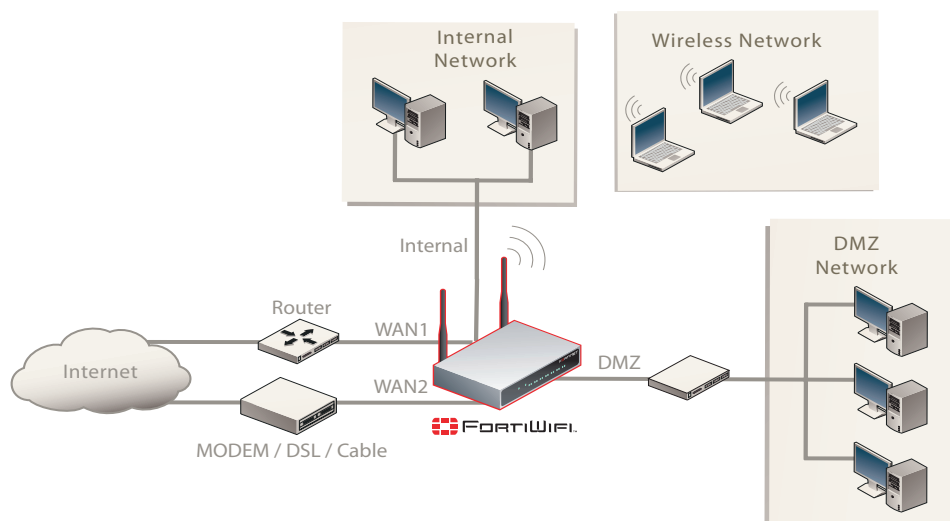 Internal
Network
Wireless Network
Internal
DMZ
Network
Router
WAN1
Internet
WAN2
DMZ
FORTIWIFI
MODEM / DSL / Cable